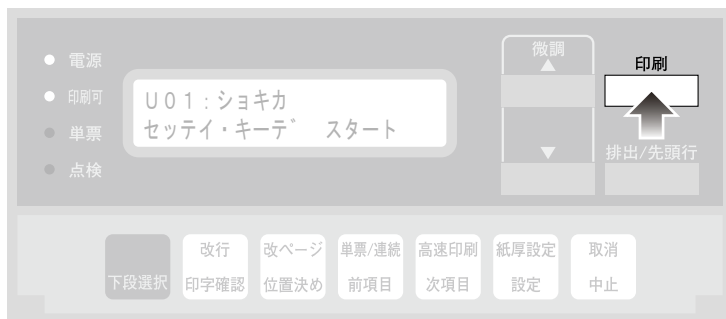 電源
印刷可
単票
点検
U01:ショキカ
セッテイ・キーデ゛ スタート
微調
印刷
排出/先頭行
下段選択
改行
印字確認
改ページ
位置決め
単票/連続
前項目
高速印刷
次項目
紙厚設定
設定
取消
中止